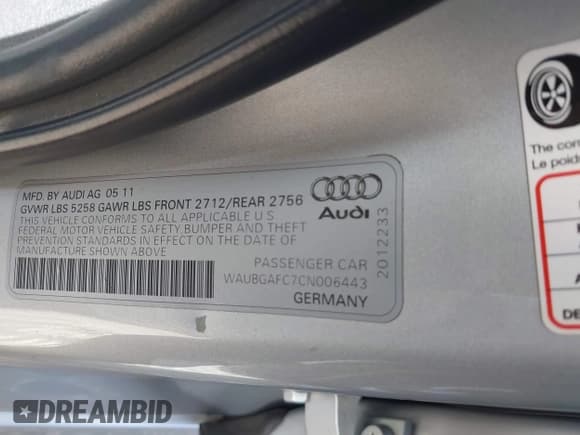 MFD. BY AUDI AG 05 11
GVWR LBS 5258 GAWR LBS FRONT 2712/REAR 2756
THIS VEHICLE CONFORMS TO ALL APPLICABLE U S
FEDERAL MOTOR VEHICLE SAFETY, BUMPER AND THEFT
PREVENTION STANDARDS IN EFFECT ON THE DATE OF
MANUFACTURE SHOWN ABOVE
PASSENGER CAR
WAUBGAFC7CN006443
GERMANY
Audi
2012233
The com
Le poid
DE
DREAMBID